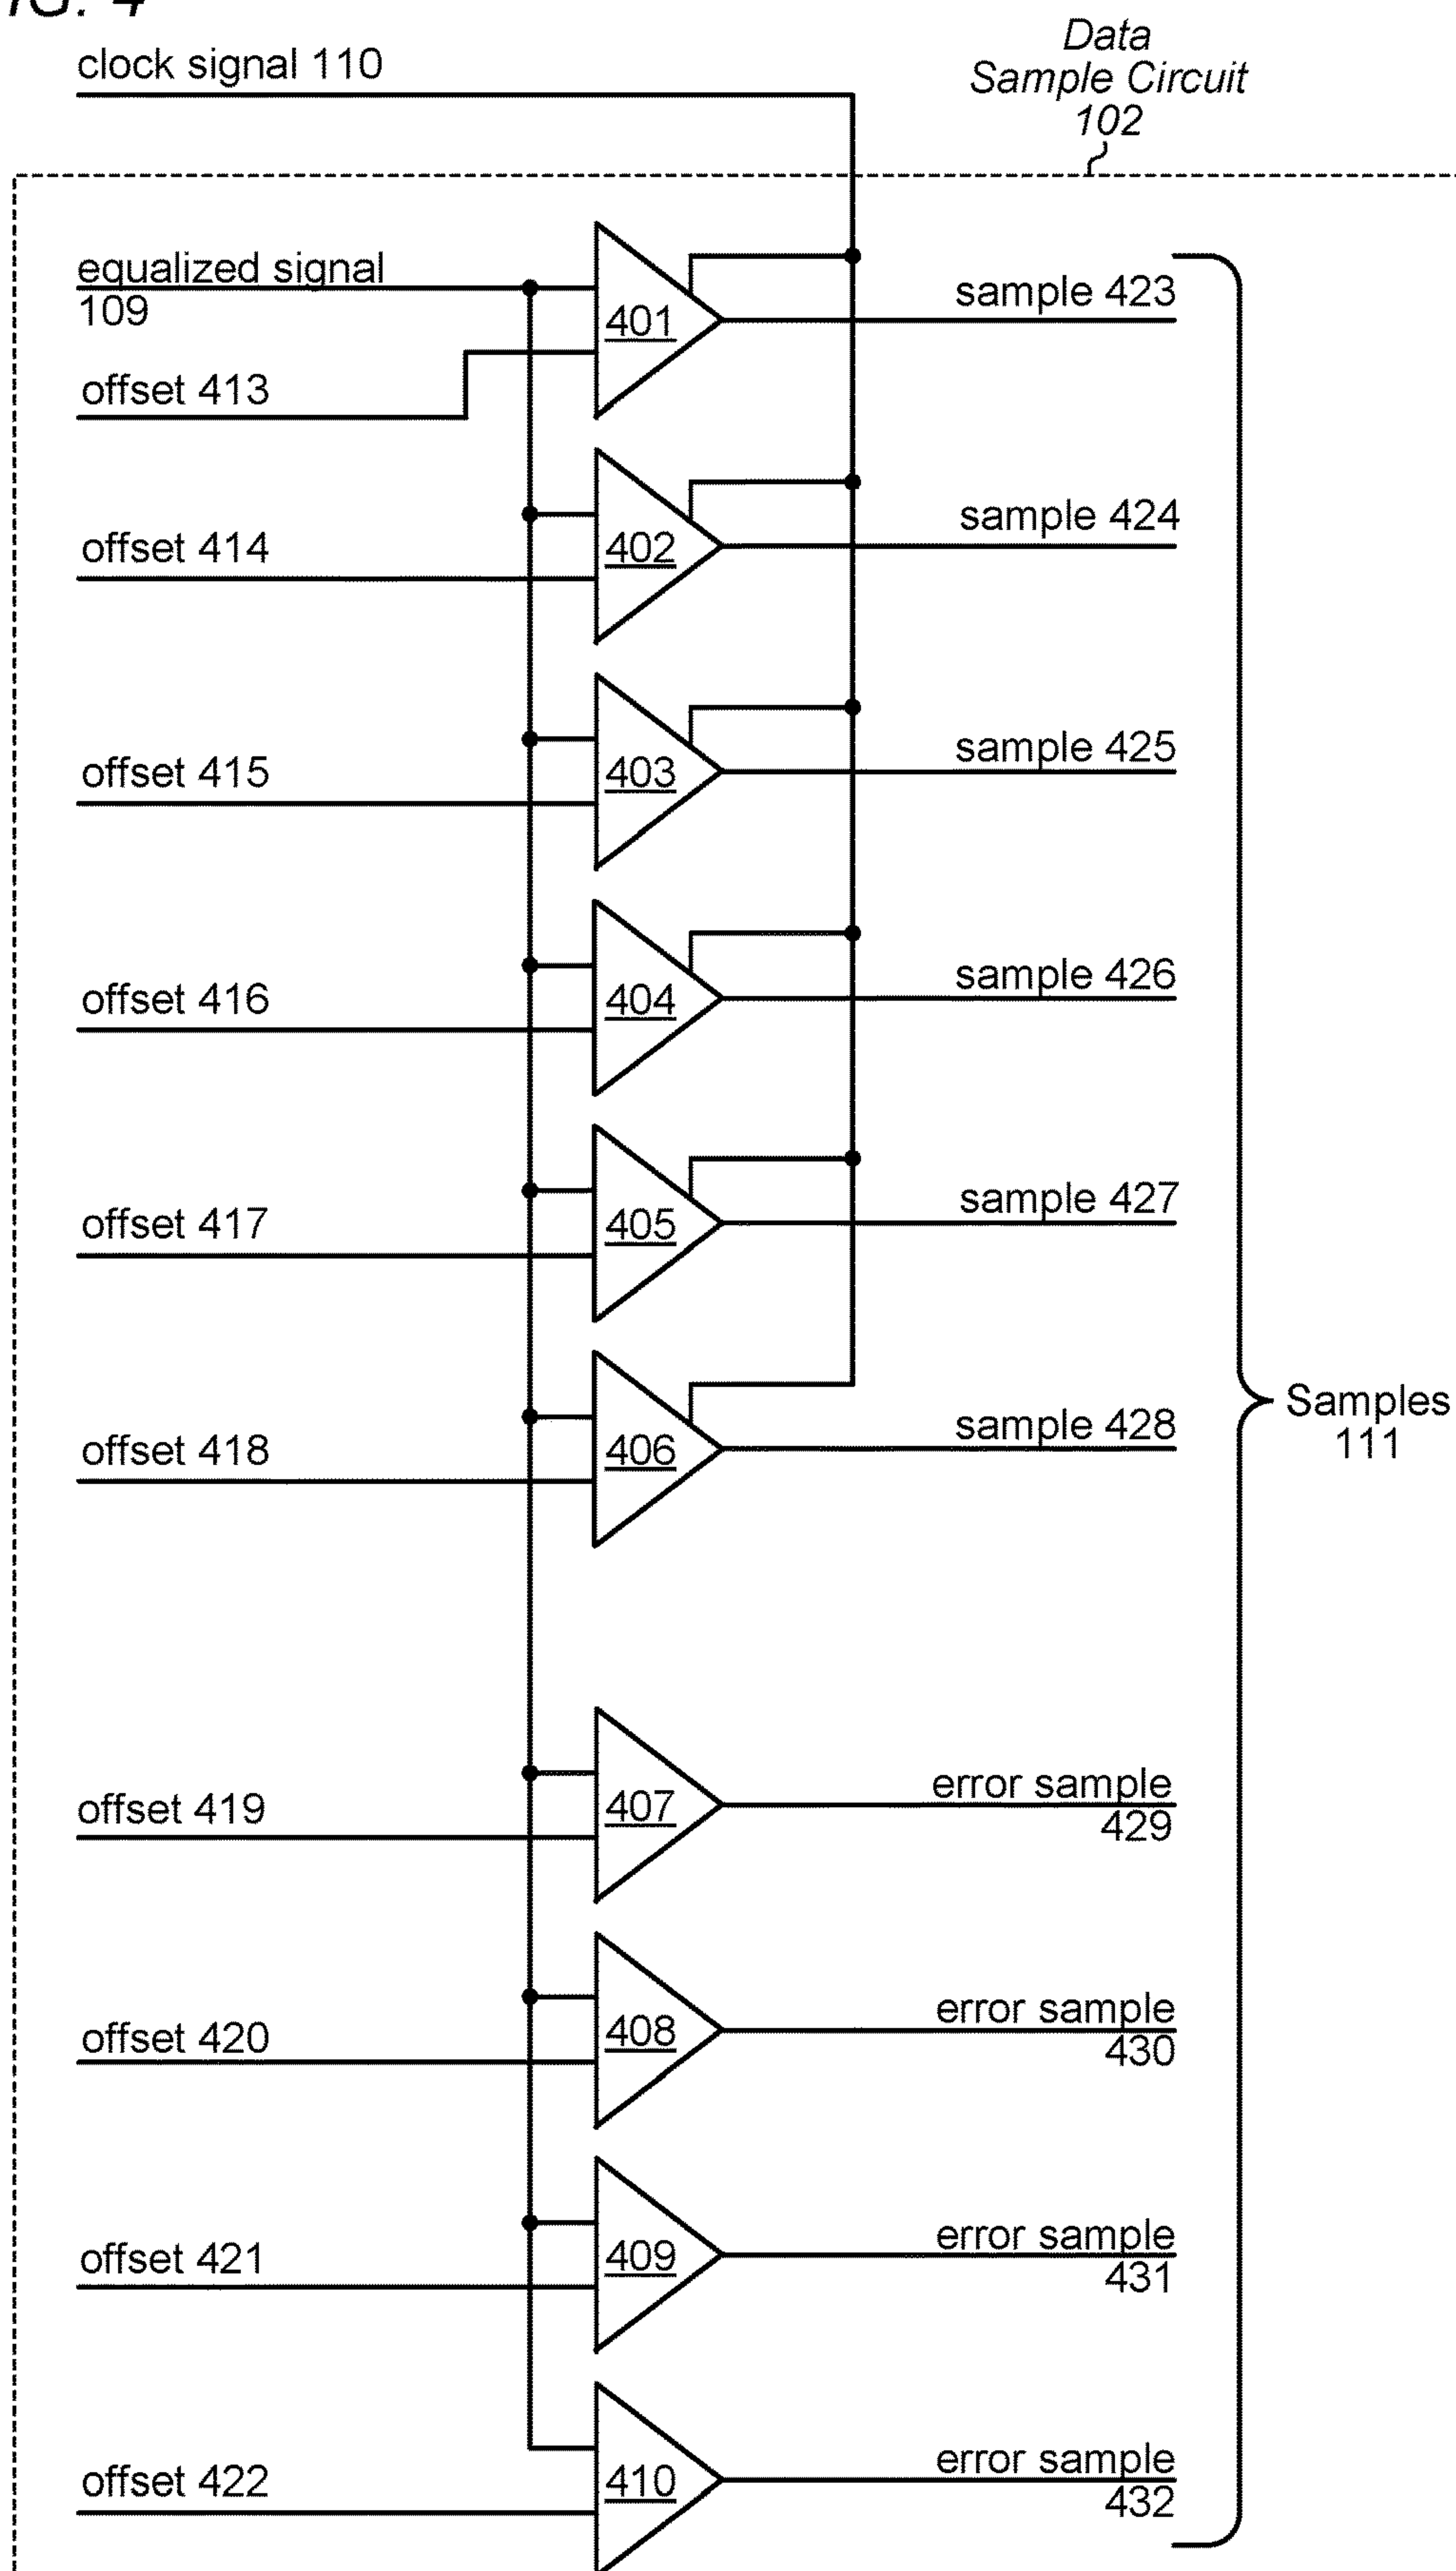 IG. 4
clock signal 110
Data
Sample Circuit
102
equalized signal
109
401
sample 423
offset 413
402
sample 424
offset 414
403
sample 425
offset 415
404
sample 426
offset 416
405
sample 427
offset 417
406
sample 428
offset 418
Samples
111
407
error sample
429
offset 419
408
error sample
430
offset 420
409
error sample
431
offset 421
410
error sample
432
offset 422